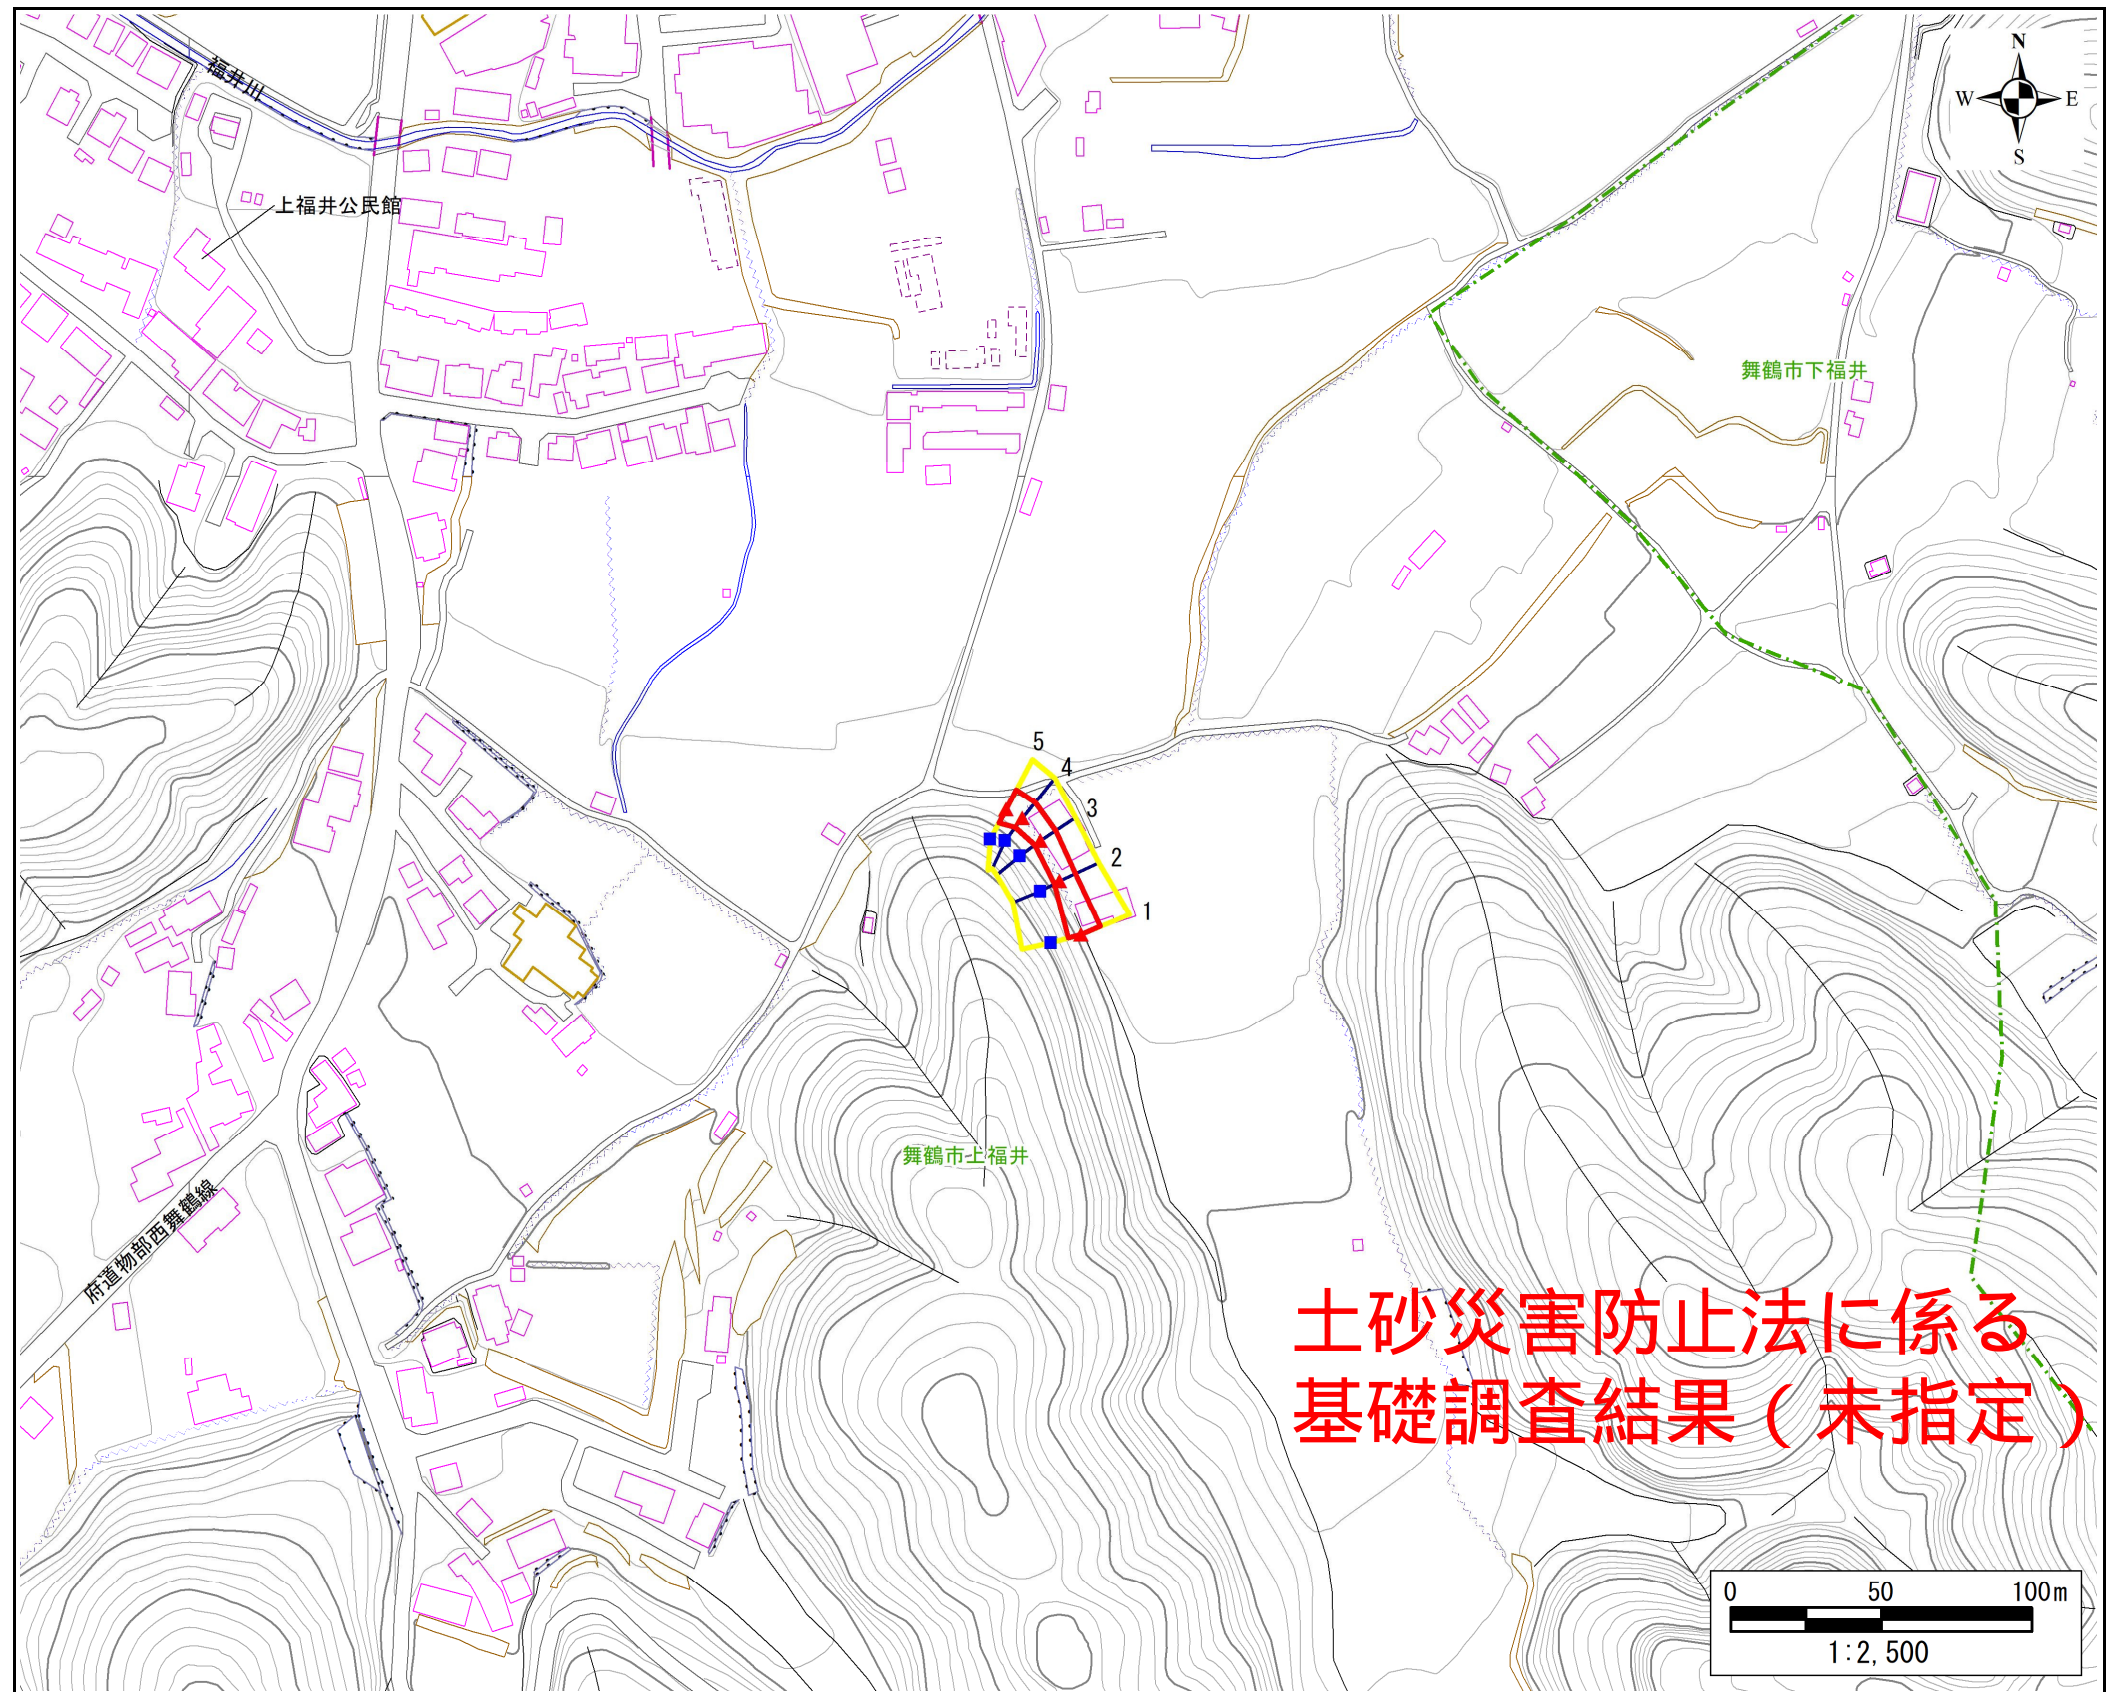 N
W E
S
福井川
上福井公民館
舞鶴市下福井
5
4
3
2
1
舞鶴市上福井
府道物部西舞鶴線
土砂災害防止法に係る
基礎調査結果（未指定）
0 50 100m
1:2,500